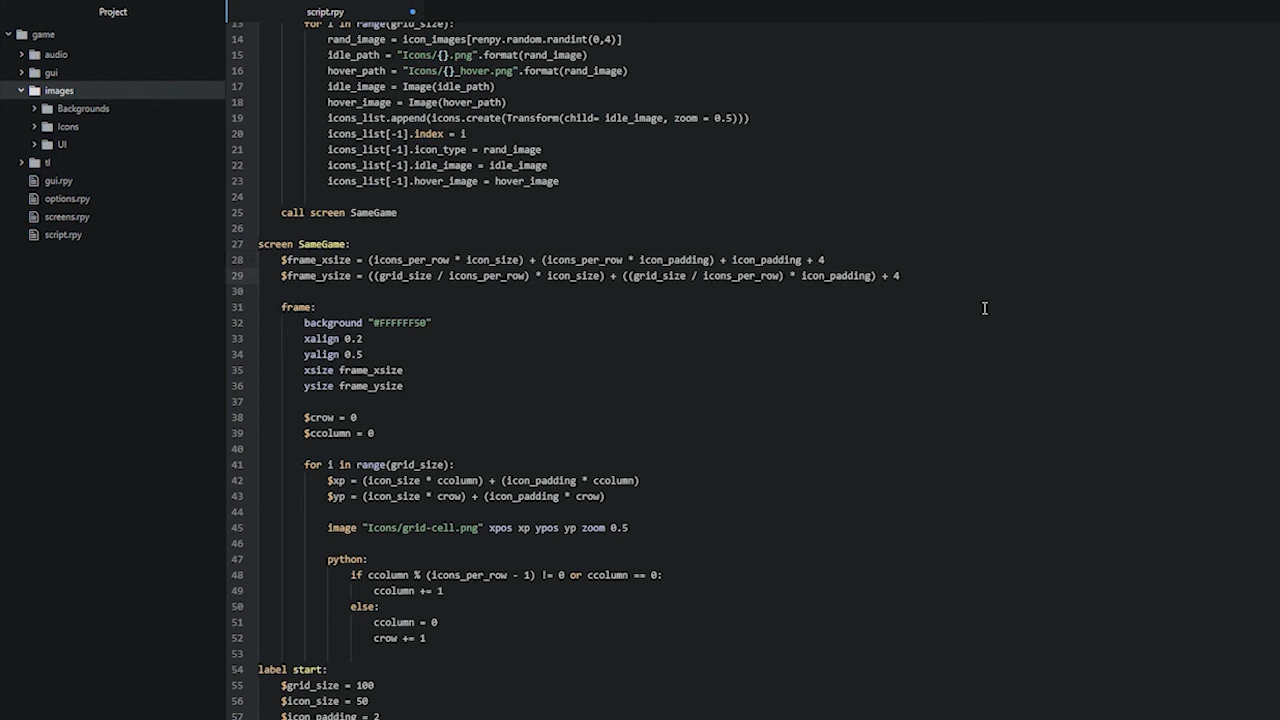 Project
script.rpy
game
audio
gui
images
Backgrounds
Icons
UI
tl
gui.rpy
options.rpy
screens.rpy
script.rpy
13 for i in range(grid_size):
14 rand_image = icon_images[renpy.random.randint(0,4)]
15 idle_path = "Icons/{}.png".format(rand_image)
16 hover_path = "Icons/{}_hover.png".format(rand_image)
17 idle_image = Image(idle_path)
18 hover_image = Image(hover_path)
19 icons_list.append(icons.create(Transform(child= idle_image, zoom = 0.5)))
20 icons_list[-1].index = i
21 icons_list[-1].icon_type = rand_image
22 icons_list[-1].idle_image = idle_image
23 icons_list[-1].hover_image = hover_image
24
25 call screen SameGame
26
27 screen SameGame:
28 $frame_xsize = (icons_per_row * icon_size) + (icons_per_row * icon_padding) + icon_padding + 4
29 $frame_ysize = ((grid_size / icons_per_row) * icon_size) + ((grid_size / icons_per_row) * icon_padding) + 4
30
31 frame:
32 background "#FFFFFF50"
33 xalign 0.2
34 yalign 0.5
35 xsize frame_xsize
36 ysize frame_ysize
37
38 $crow = 0
39 $ccolumn = 0
40
41 for i in range(grid_size):
42 $xp = (icon_size * ccolumn) + (icon_padding * ccolumn)
43 $yp = (icon_size * crow) + (icon_padding * crow)
44
45 image "Icons/grid-cell.png" xpos xp ypos yp zoom 0.5
46
47 python:
48 if ccolumn % (icons_per_row - 1) != 0 or ccolumn == 0:
49 ccolumn += 1
50 else:
51 ccolumn = 0
52 crow += 1
53
54 label start:
55 $grid_size = 100
56 $icon_size = 50
57 $icon_padding = 2